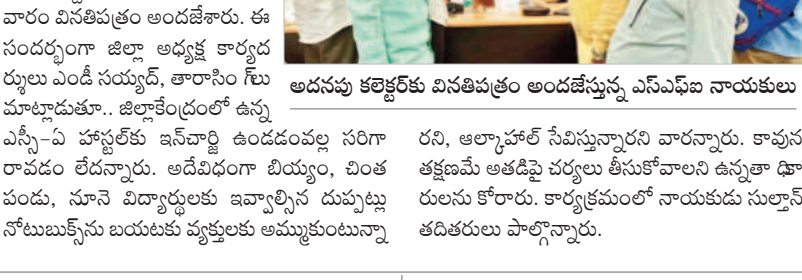 వారం వినతిపత్రం అందజేశారు. ఈ
సందర్భంగా జిల్లా అధ్యక్ష కార్యద
ర్శులు ఎండీ సయ్యద్, తారాసింగ్‌లు
మాట్లాడుతూ.. జిల్లాకేంద్రంలో ఉన్న
ఎస్సీ–ఏ హాస్టల్‌కు ఇన్‌చార్జి ఉండడంవల్ల సరిగా
రావడం లేదన్నారు. అదేవిధంగా బియ్యం, చింత
పండు, నూనె విద్యార్థులకు ఇవ్వాల్సిన దుప్పట్లు
నోటుబుక్స్‌ను బయటకు వ్యక్తులకు అమ్ముకుంటున్నా
అదనపు కలెక్టర్‌కు వినతిపత్రం అందజేస్తున్న ఎస్ఎఫ్ఐ నాయకులు
రని, ఆల్కాహాల్ సేవిస్తున్నారని వారన్నారు. కావున
తక్షణమే అతడిపై చర్యలు తీసుకోవాలని ఉన్నతాధికా
రులను కోరారు. కార్యక్రమంలో నాయకుడు సుల్తాన్
తదితరులు పాల్గొన్నారు.